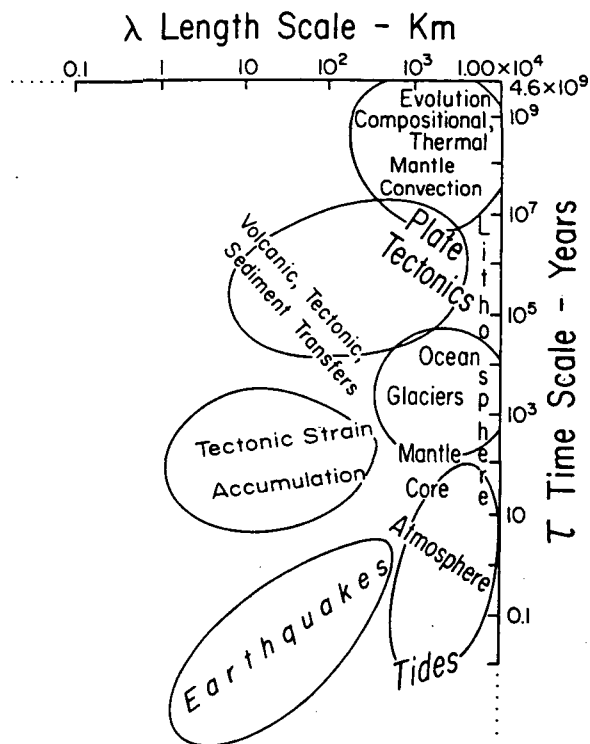 λ Length Scale - Km
0.1 1 10 10² 10³ 1.00×10⁴
4.6×10⁹
Evolution
10⁹
Compositional,
Thermal
Mantle
Convection
10⁷
Plate
Tectonics
Lithosphere
Volcanic, Tectonic,
Sediment Transfers
10⁵
Ocean
Glaciers
10³
Tectonic Strain
Accumulation
Mantle
Core
10
Atmosphere
Earthquakes
0.1
Tides
τ Time Scale - Years